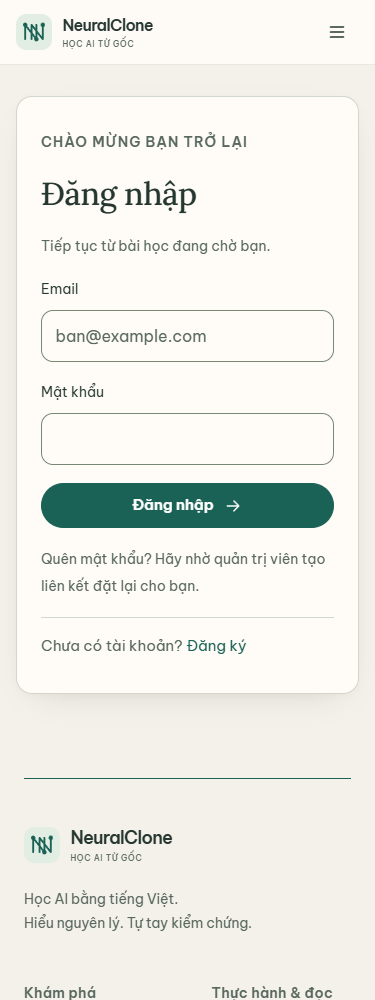 NeuralClone
HỌC AI TỪ GỐC
CHÀO MỪNG BẠN TRỞ LẠI
Đăng nhập
Tiếp tục từ bài học đang chờ bạn.
Email
ban@example.com
Mật khẩu
Đăng nhập →
Quên mật khẩu? Hãy nhờ quản trị viên tạo
liên kết đặt lại cho bạn.
Chưa có tài khoản? Đăng ký
NeuralClone
HỌC AI TỪ GỐC
Học AI bằng tiếng Việt.
Hiểu nguyên lý. Tự tay kiểm chứng.
Khám phá
Thực hành & đọc